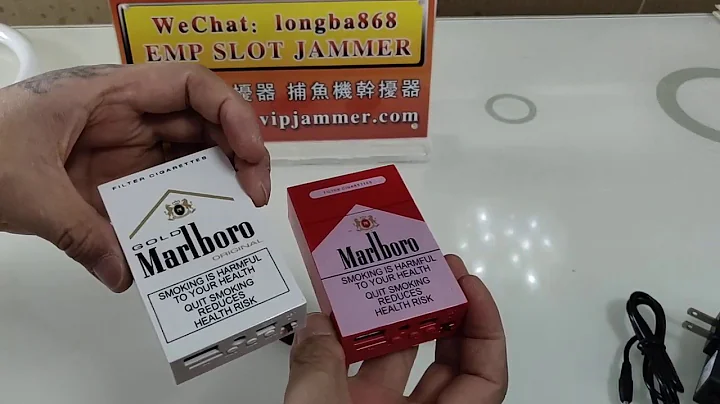 WeChat: longba868
EMP SLOT JAMMER
擾器 捕魚機幹擾器
vipjammer.com
FILTER CIGARETTES
GOLD
Marlboro
ORIGINAL
SMOKING IS HARMFUL
TO YOUR HEALTH
QUIT SMOKING
REDUCES
HEALTH RISK
FILTER CIGARETTES
Marlboro
SMOKING IS HARMFUL
TO YOUR HEALTH
QUIT SMOKING
REDUCES
HEALTH RISK